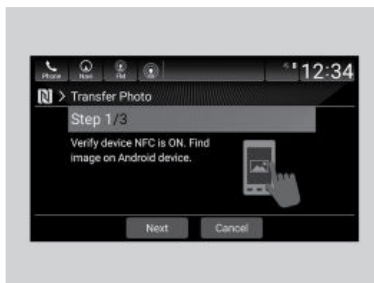 Phone Navi FM
12:34
> Transfer Photo
Step 1/3
Verify device NFC is ON. Find
image on Android device.
Next Cancel